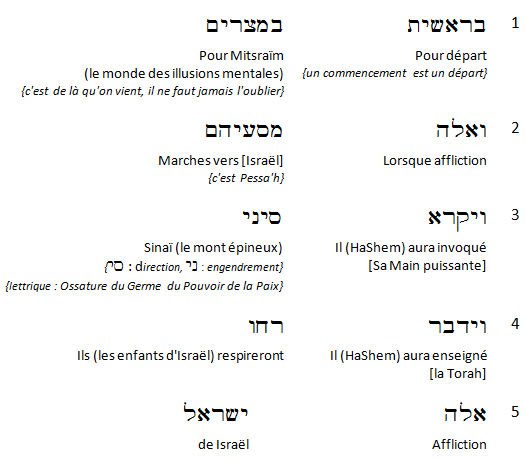 1
בראשית
Pour départ
{un commencement est un départ}
במצרים
Pour Mitsraïm
(le monde des illusions mentales)
{c'est de là qu'on vient, il ne faut jamais l'oublier}
2
ואלה
Lorsque affliction
מסעיהם
Marches vers [Israël]
{c'est Pessa'h}
3
ויקרא
Il (HaShem) aura invoqué
[Sa Main puissante]
סיני
Sinaï (le mont épineux)
{סי : direction, ני : engendrement}
{lettrique : Ossature du Germe du Pouvoir de la Paix}
4
וידבר
Il (HaShem) aura enseigné
[la Torah]
רחו
Ils (les enfants d'Israël) respireront
5
אלה
Affliction
ישראל
de Israël